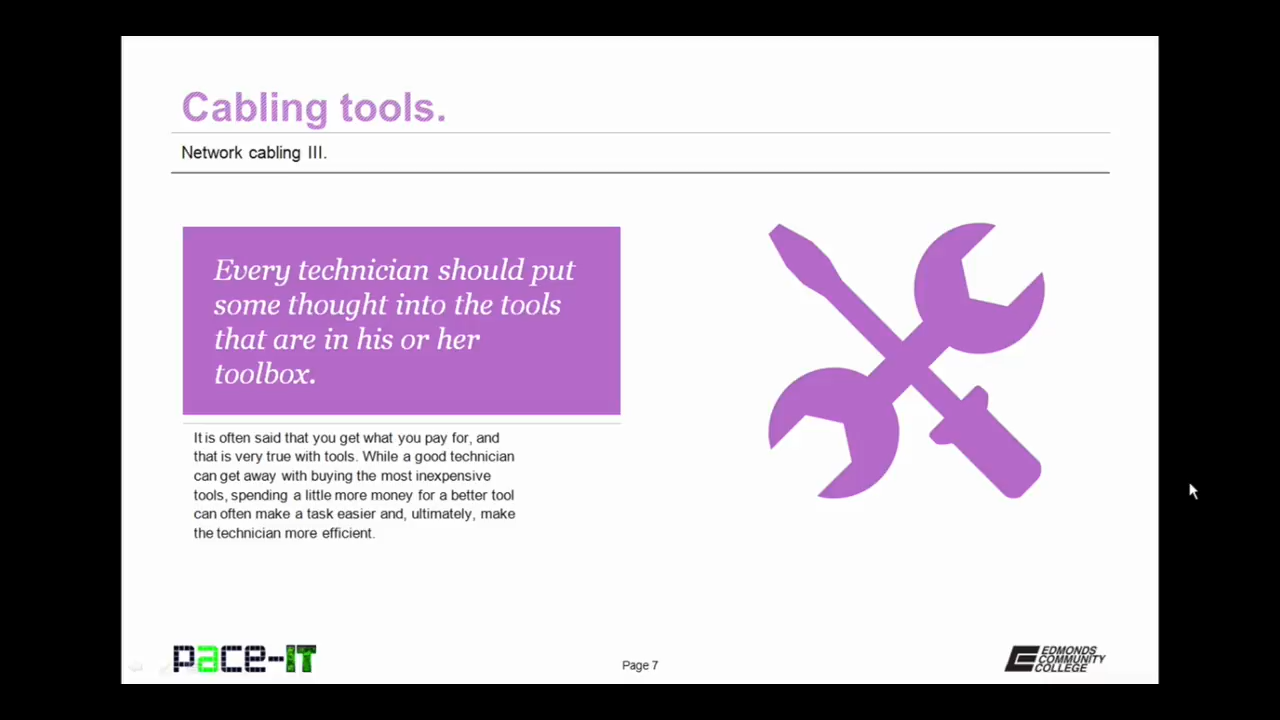 Cabling tools.
Network cabling III.
Every technician should put
some thought into the tools
that are in his or her
toolbox.
It is often said that you get what you pay for, and
that is very true with tools. While a good technician
can get away with buying the most inexpensive
tools, spending a little more money for a better tool
can often make a task easier and, ultimately, make
the technician more efficient.
pace-IT
Page 7
EDMONDS
COMMUNITY
COLLEGE